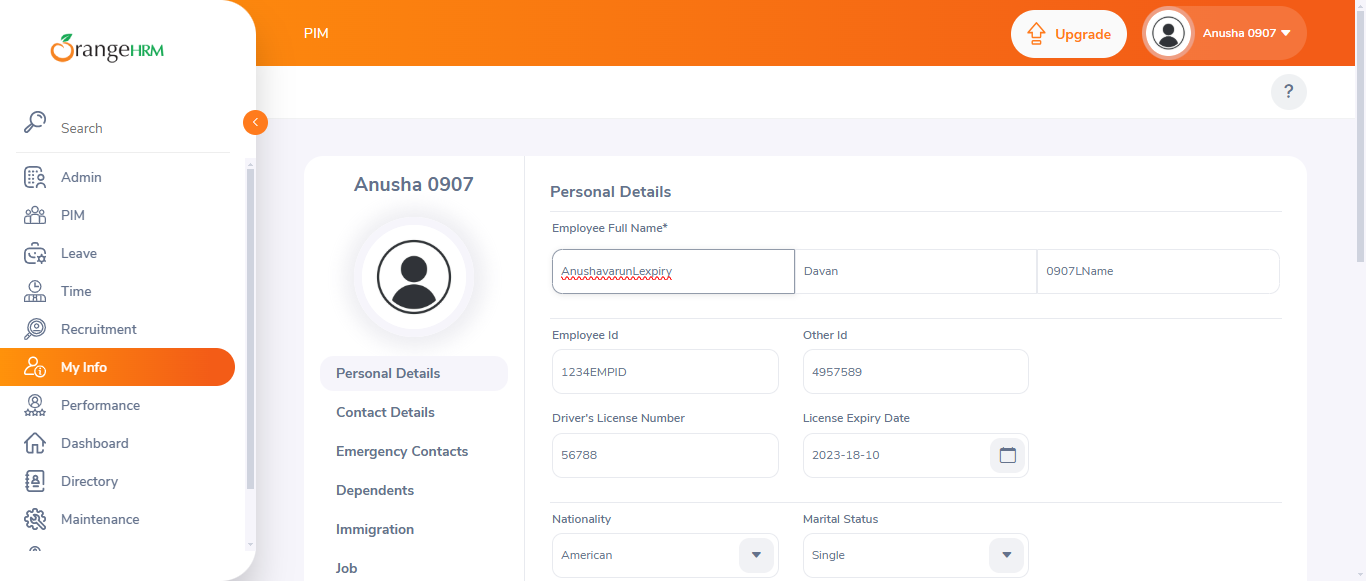 OrangeHRM
PIM
Upgrade
Anusha 0907
?
Search
Admin
PIM
Leave
Time
Recruitment
My Info
Performance
Dashboard
Directory
Maintenance
Anusha 0907
Personal Details
Contact Details
Emergency Contacts
Dependents
Immigration
Job
Personal Details
Employee Full Name*
AnushavarunLexpiry Davan 0907LName
Employee Id Other Id
1234EMPID 4957589
Driver's License Number License Expiry Date
56788 2023-18-10
Nationality Marital Status
American Single